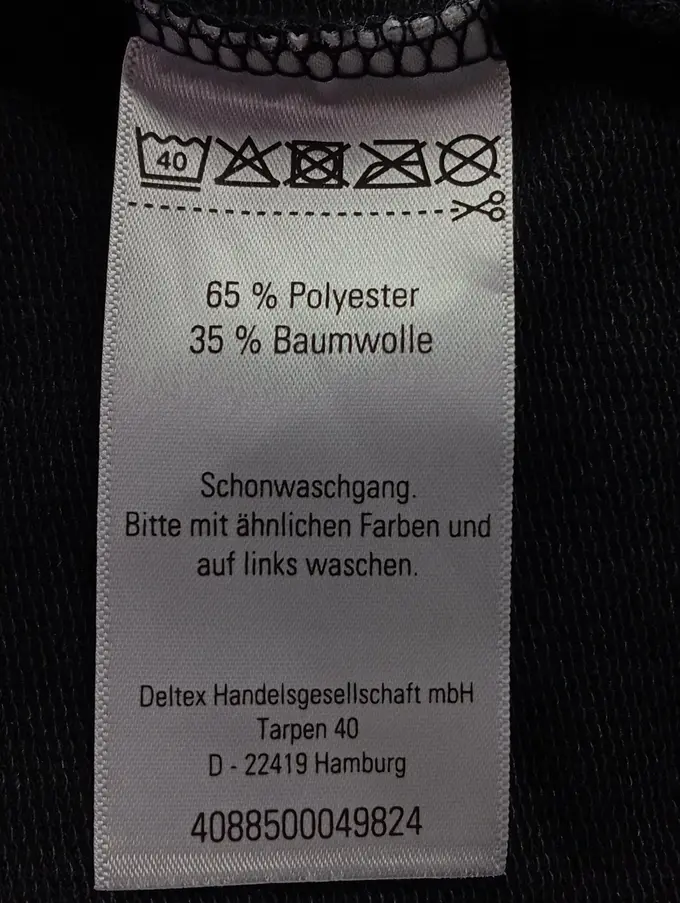 40
65 % Polyester
35 % Baumwolle
Schonwaschgang.
Bitte mit ähnlichen Farben und
auf links waschen.
Deltex Handelsgesellschaft mbH
Tarpen 40
D - 22419 Hamburg
4088500049824